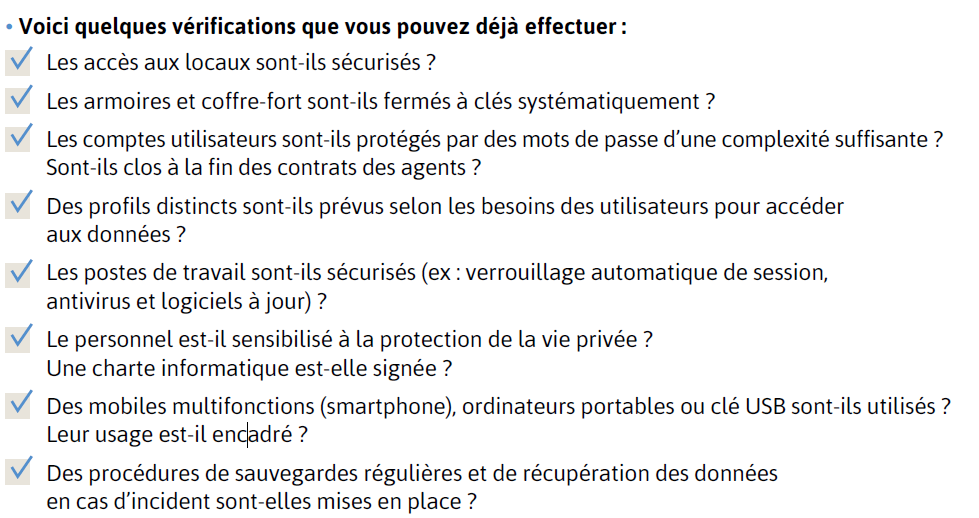 • Voici quelques vérifications que vous pouvez déjà effectuer :
Les accès aux locaux sont-ils sécurisés ?
Les armoires et coffre-fort sont-ils fermés à clés systématiquement ?
Les comptes utilisateurs sont-ils protégés par des mots de passe d’une complexité suffisante ?
Sont-ils clos à la fin des contrats des agents ?
Des profils distincts sont-ils prévus selon les besoins des utilisateurs pour accéder
aux données ?
Les postes de travail sont-ils sécurisés (ex : verrouillage automatique de session,
antivirus et logiciels à jour) ?
Le personnel est-il sensibilisé à la protection de la vie privée ?
Une charte informatique est-elle signée ?
Des mobiles multifonctions (smartphone), ordinateurs portables ou clé USB sont-ils utilisés ?
Leur usage est-il encadré ?
Des procédures de sauvegardes régulières et de récupération des données
en cas d’incident sont-elles mises en place ?